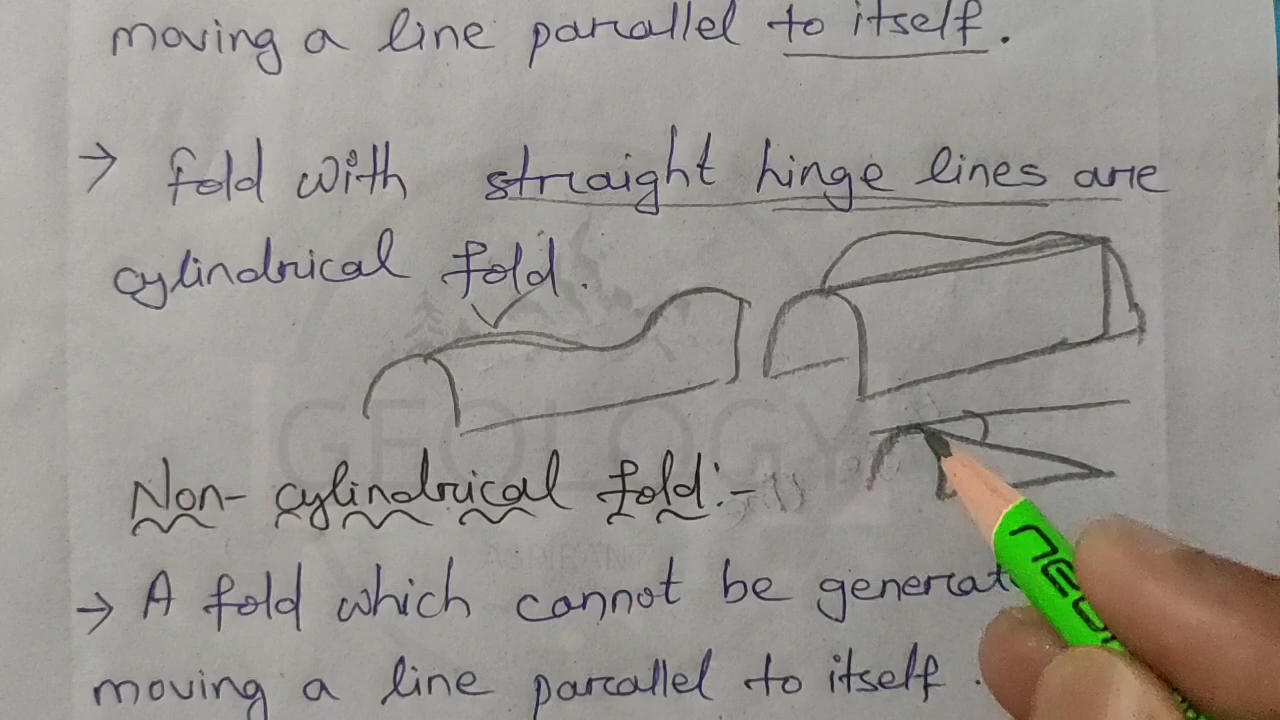 moving a line parallel to itself.
→ fold with straight hinge lines are
cylindrical fold.
GEOLOGY
Non-cylindrical fold:-
→ A fold which cannot be generat
moving a line parallel to itself.